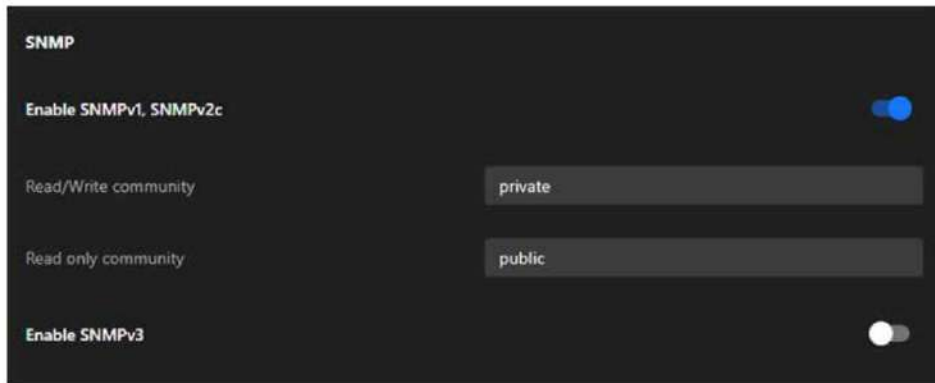 SNMP
Enable SNMPv1, SNMPv2c
Read/Write community private
Read only community public
Enable SNMPv3